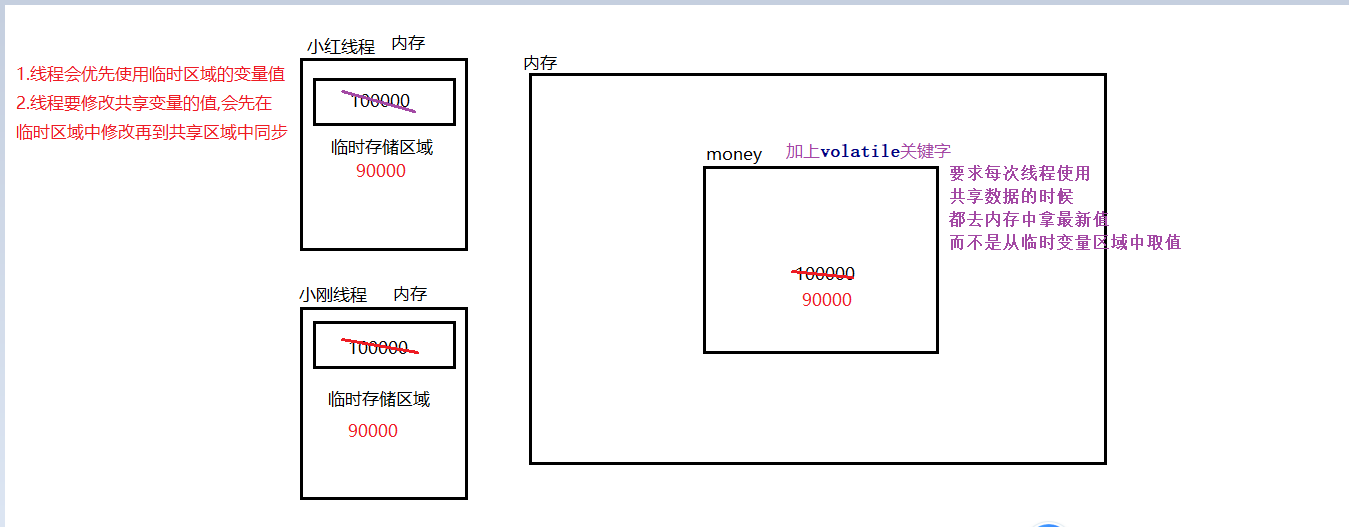 1.线程会优先使用临时区域的变量值
2.线程要修改共享变量的值,会先在
临时区域中修改再到共享区域中同步
小红线程 内存
100000
临时存储区域
90000
小刚线程 内存
100000
临时存储区域
90000
内存
money 加上volatile关键字
要求每次线程使用
共享数据的时候
都去内存中拿最新值
而不是从临时变量区域中取值
100000
90000